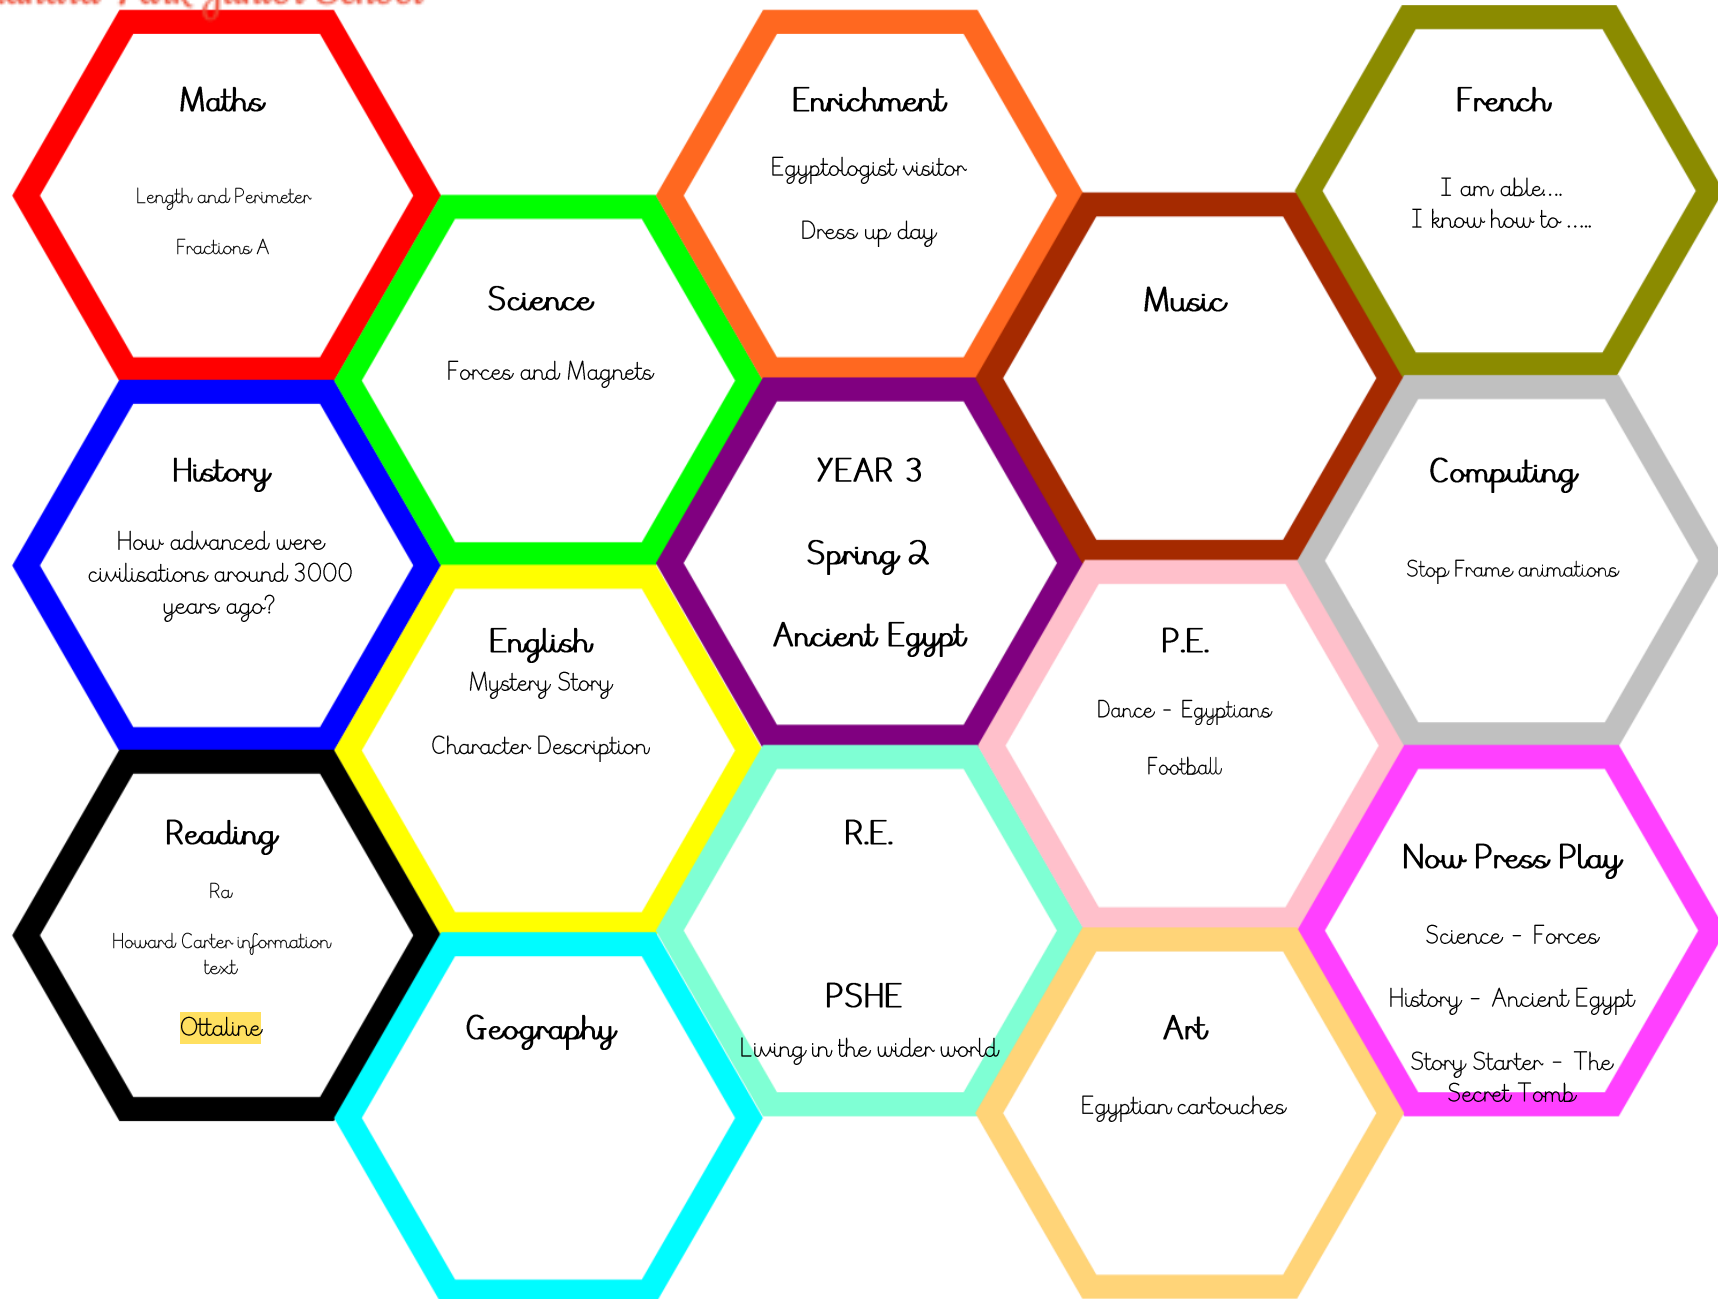 Park Junior School
Maths
Length and Perimeter
Fractions A
Enrichment
Egyptologist visitor
Dress up day
French
I am able....
I know how to .....
Science
Forces and Magnets
Music
History
How advanced were
civilisations around 3000
years ago?
YEAR 3
Spring 2
Ancient Egypt
Computing
Stop Frame animations
English
Mystery Story
Character Description
P.E.
Dance - Egyptians
Football
Reading
Ra
Howard Carter information
text
Ottaline
R.E.
PSHE
Living in the wider world
Now Press Play
Science - Forces
History - Ancient Egypt
Story Starter - The
Secret Tomb
Geography
Art
Egyptian cartouches